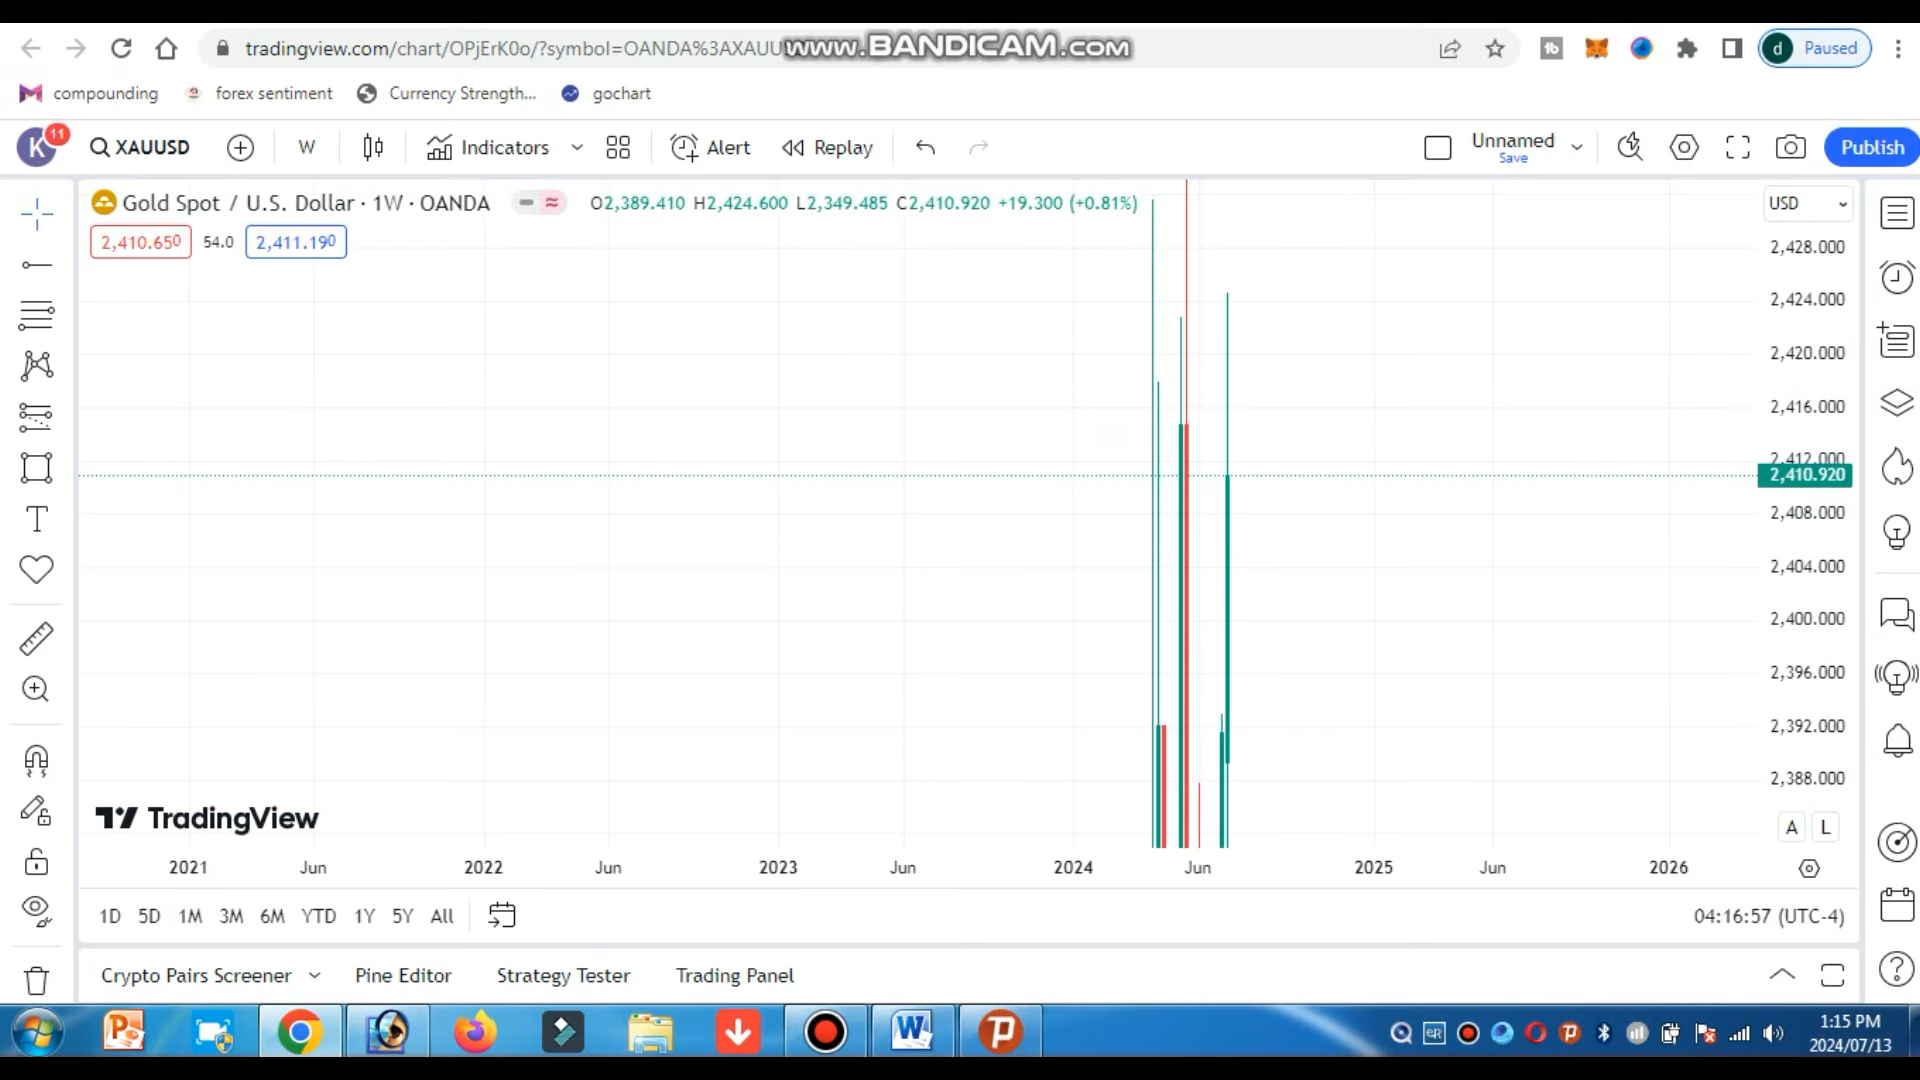 tradingview.com/chart/OPjErK0o/?symbol=OANDA%3AXAUU
www.BANDICAM.com
d Paused
compounding forex sentiment Currency Strength... gochart
K 11 XAUUSD W Indicators Alert Replay Unnamed Save Publish
Gold Spot / U.S. Dollar · 1W · OANDA O2,389.410 H2,424.600 L2,349.485 C2,410.920 +19.300 (+0.81%) USD
2,410.650 54.0 2,411.190
2,428.000
2,424.000
2,420.000
2,416.000
2,412.000
2,410.920
2,408.000
2,404.000
2,400.000
2,396.000
2,392.000
2,388.000
TradingView
A L
2021 Jun 2022 Jun 2023 Jun 2024 Jun 2025 Jun 2026
1D 5D 1M 3M 6M YTD 1Y 5Y All 04:16:57 (UTC-4)
Crypto Pairs Screener Pine Editor Strategy Tester Trading Panel
1:15 PM
2024/07/13